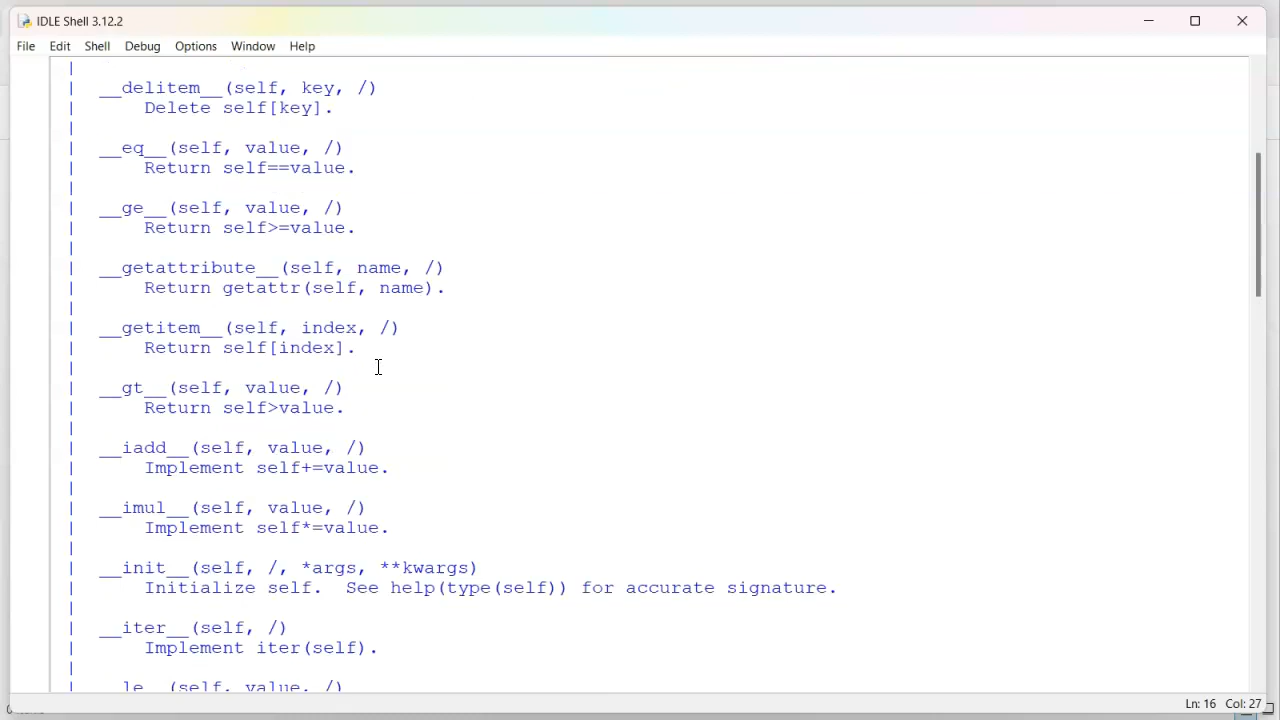 IDLE Shell 3.12.2
File Edit Shell Debug Options Window Help
|
| __delitem__(self, key, /)
| Delete self[key].
|
| __eq__(self, value, /)
| Return self==value.
|
| __ge__(self, value, /)
| Return self>=value.
|
| __getattribute__(self, name, /)
| Return getattr(self, name).
|
| __getitem__(self, index, /)
| Return self[index].
|
| __gt__(self, value, /)
| Return self>value.
|
| __iadd__(self, value, /)
| Implement self+=value.
|
| __imul__(self, value, /)
| Implement self*=value.
|
| __init__(self, /, *args, **kwargs)
| Initialize self. See help(type(self)) for accurate signature.
|
| __iter__(self, /)
| Implement iter(self).
|
| __le__(self, value, /)
Ln: 16 Col: 27